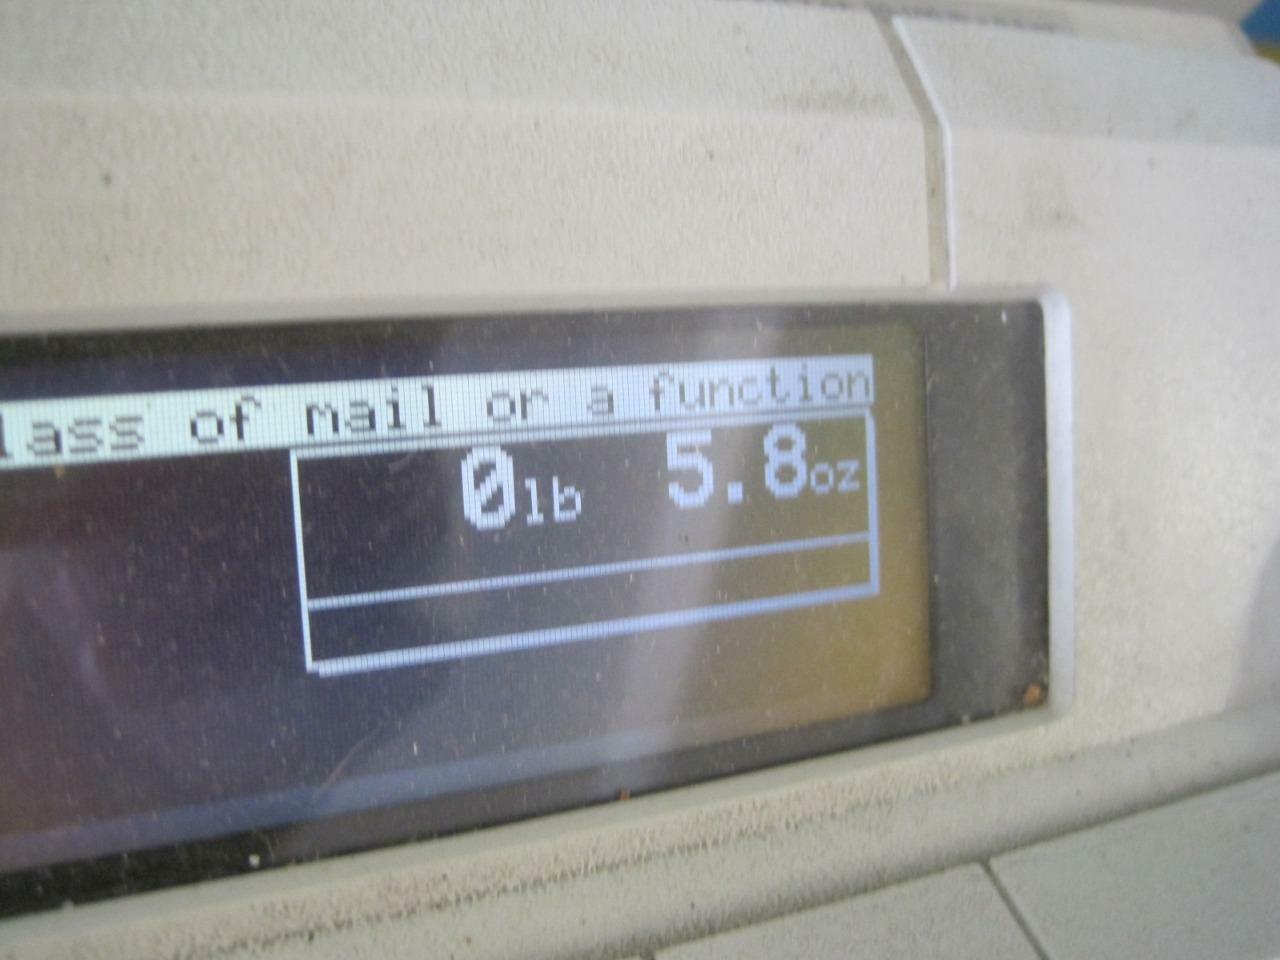 lass of mail or a function
0lb 5.8oz